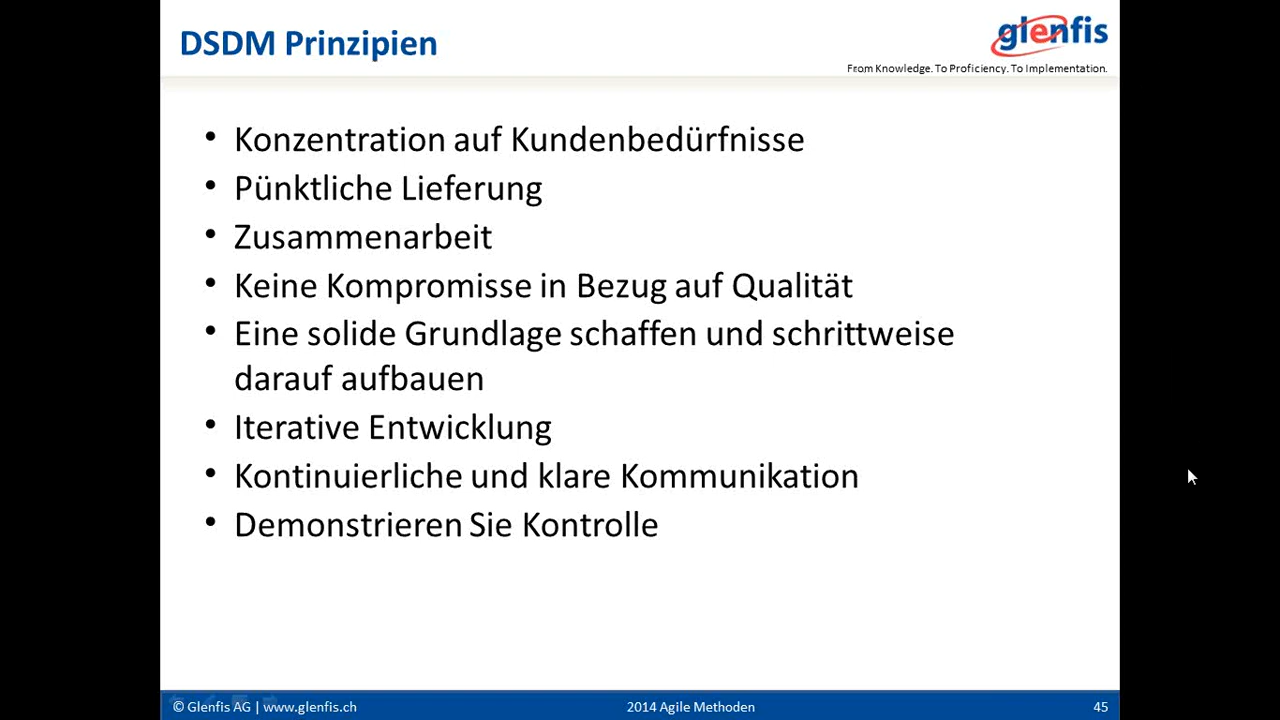 DSDM Prinzipien
glenfis
From Knowledge. To Proficiency. To Implementation.
• Konzentration auf Kundenbedürfnisse
• Pünktliche Lieferung
• Zusammenarbeit
• Keine Kompromisse in Bezug auf Qualität
• Eine solide Grundlage schaffen und schrittweise
darauf aufbauen
• Iterative Entwicklung
• Kontinuierliche und klare Kommunikation
• Demonstrieren Sie Kontrolle
© Glenfis AG | www.glenfis.ch
2014 Agile Methoden
45